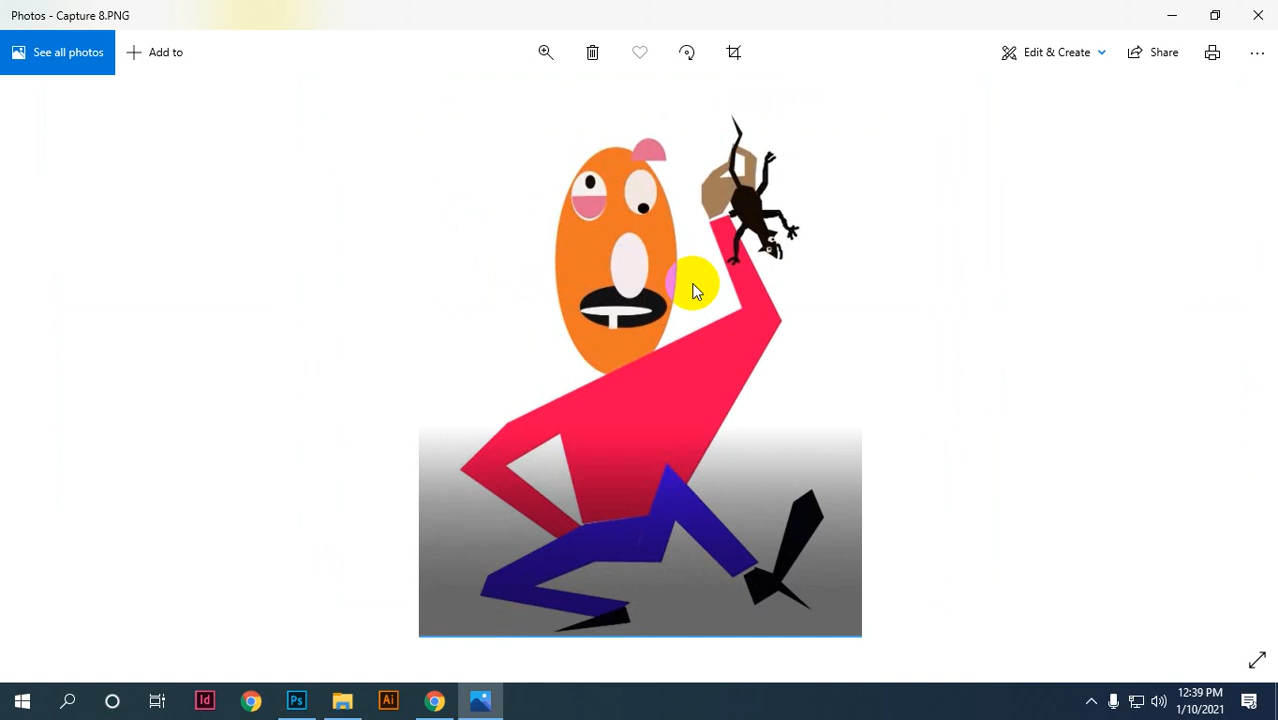 Photos - Capture 8.PNG
See all photos
Add to
Edit & Create
Share
Id
Ps
Ai
12:39 PM
1/10/2021